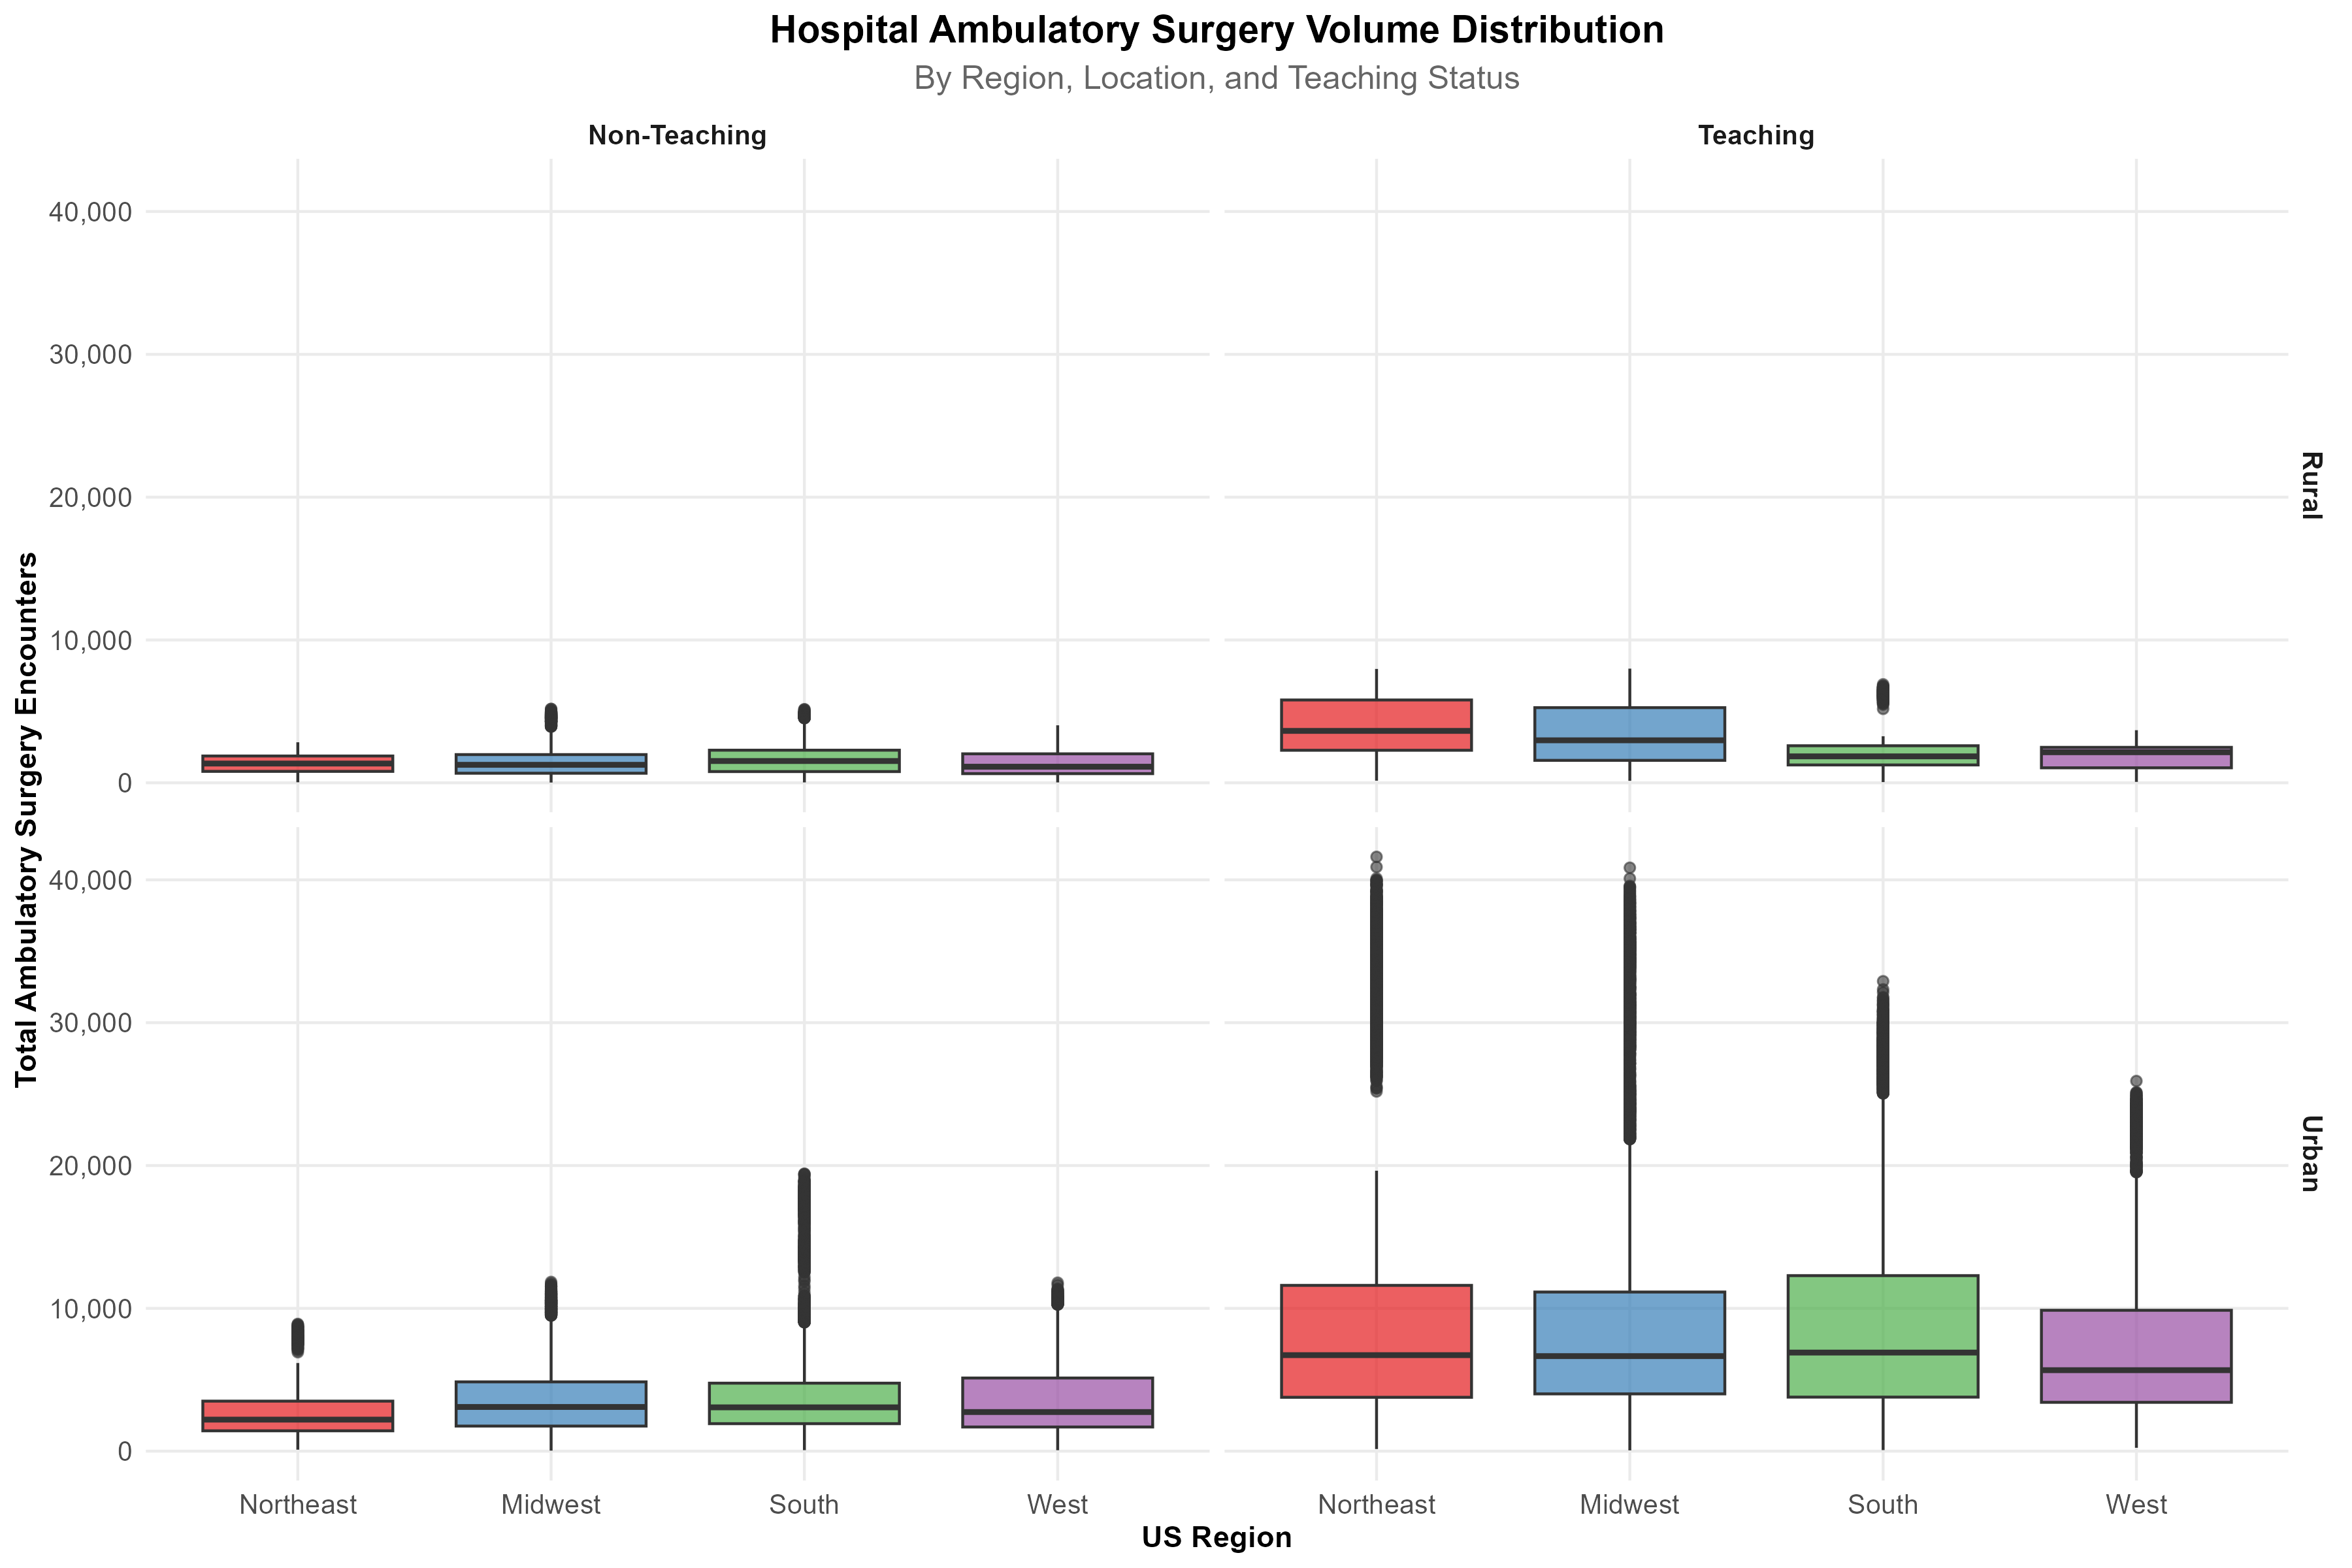 Hospital Ambulatory Surgery Volume Distribution
By Region, Location, and Teaching Status
Non-Teaching
Teaching
40,000
30,000
20,000
10,000
0
Rural
40,000
30,000
20,000
10,000
0
Urban
Total Ambulatory Surgery Encounters
Northeast Midwest South West Northeast Midwest South West
US Region